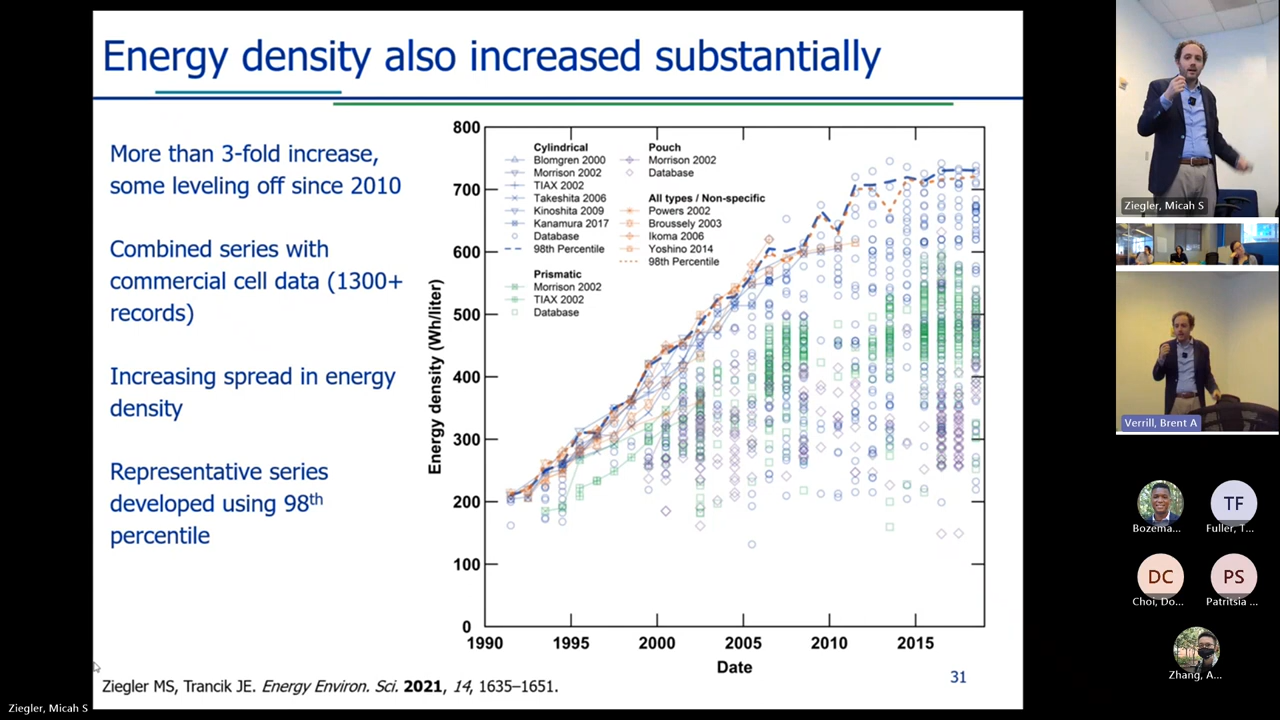 Energy density also increased substantially
More than 3-fold increase,
some leveling off since 2010
Combined series with
commercial cell data (1300+
records)
Increasing spread in energy
density
Representative series
developed using 98th
percentile
800
700
600
500
400
300
200
100
0
Energy density (Wh/liter)
1990
1995
2000
2005
2010
2015
Date
Cylindrical
Blomgren 2000
Morrison 2002
TIAX 2002
Takeshita 2006
Kinoshita 2009
Kanamura 2017
Database
98th Percentile
Prismatic
Morrison 2002
TIAX 2002
Database
Pouch
Morrison 2002
Database
All types / Non-specific
Powers 2002
Broussely 2003
Ikoma 2006
Yoshino 2014
98th Percentile
Ziegler MS, Trancik JE. Energy Environ. Sci. 2021, 14, 1635–1651.
31
Ziegler, Micah S
Ziegler, Micah S
Verrill, Brent A
Bozema...
TF
Fuller, T...
DC
Choi, Do...
PS
Patritsia ...
Zhang, A...